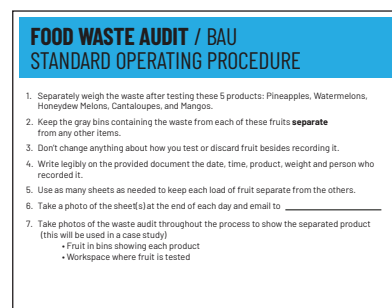 FOOD WASTE AUDIT / BAU
STANDARD OPERATING PROCEDURE
1. Separately weigh the waste after testing these 5 products: Pineapples, Watermelons,
Honeydew Melons, Cantaloupes, and Mangos.
2. Keep the gray bins containing the waste from each of these fruits separate
from any other items.
3. Don't change anything about how you test or discard fruit besides recording it.
4. Write legibly on the provided document the date, time, product, weight and person who
recorded it.
5. Use as many sheets as needed to keep each load of fruit separate from the others.
6. Take a photo of the sheet(s) at the end of each day and email to ____________________
7. Take photos of the waste audit throughout the process to show the separated product
(this will be used in a case study)
• Fruit in bins showing each product
• Workspace where fruit is tested